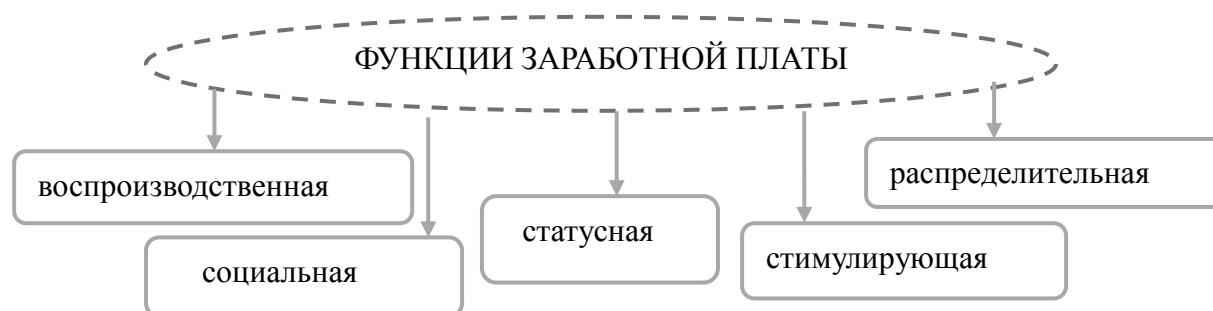 ФУНКЦИИ ЗАРАБОТНОЙ ПЛАТЫ
воспроизводственная
социальная
статусная
стимулирующая
распределительная